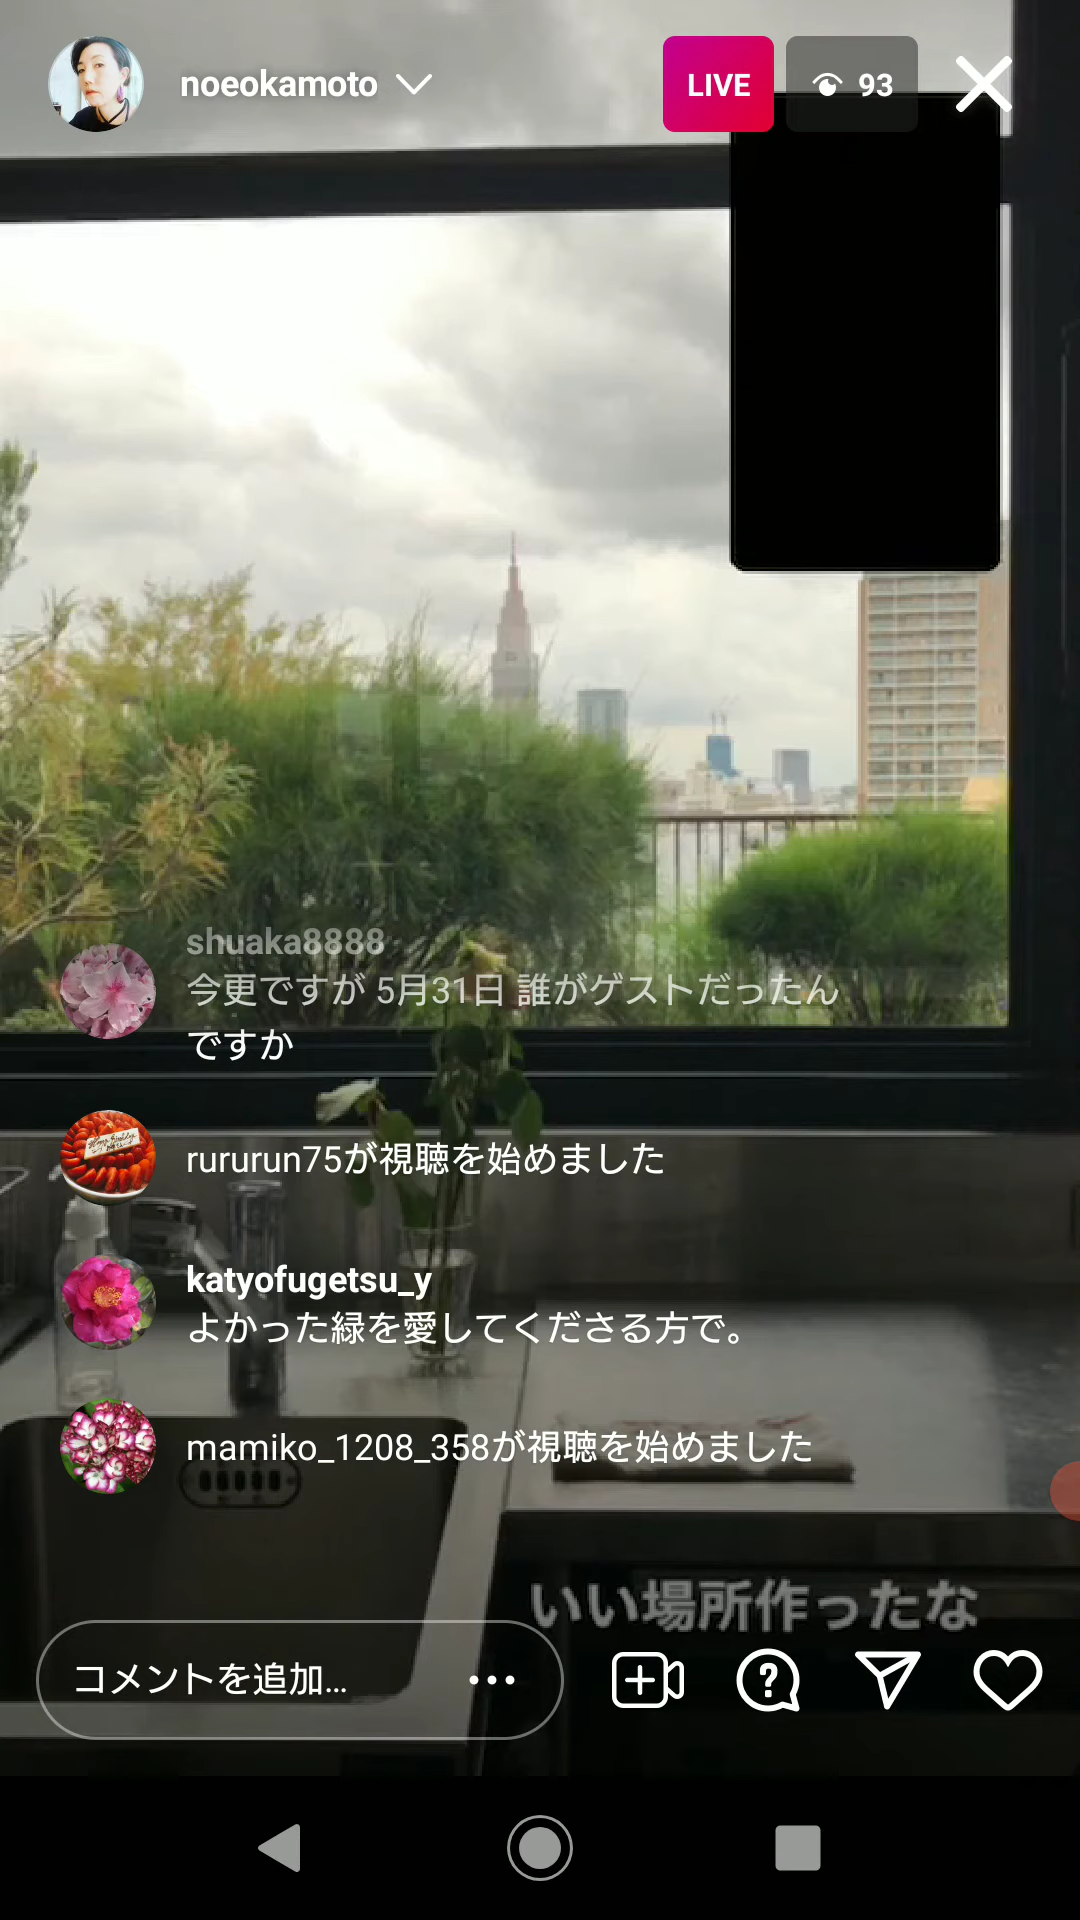 noeokamoto
LIVE
93
shuaka8888
今更ですが 5月31日 誰がゲストだったん
ですか
rururun75が視聴を始めました
katyofugetsu_y
よかった緑を愛してくださる方で。
mamiko_1208_358が視聴を始めました
いい場所作ったな
コメントを追加...